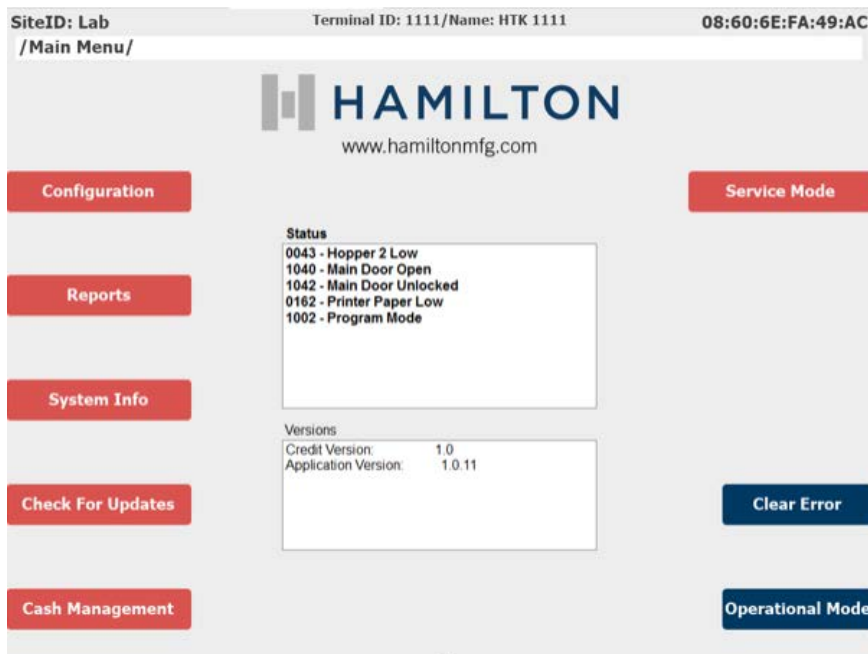 SiteID: Lab
Terminal ID: 1111/Name: HTK 1111
08:60:6E:FA:49:AC
/Main Menu/
HAMILTON
www.hamiltonmfg.com
Configuration
Service Mode
Status
0043 - Hopper 2 Low
1040 - Main Door Open
1042 - Main Door Unlocked
0162 - Printer Paper Low
1002 - Program Mode
Reports
System Info
Versions
Credit Version: 1.0
Application Version: 1.0.11
Check For Updates
Clear Error
Cash Management
Operational Mode